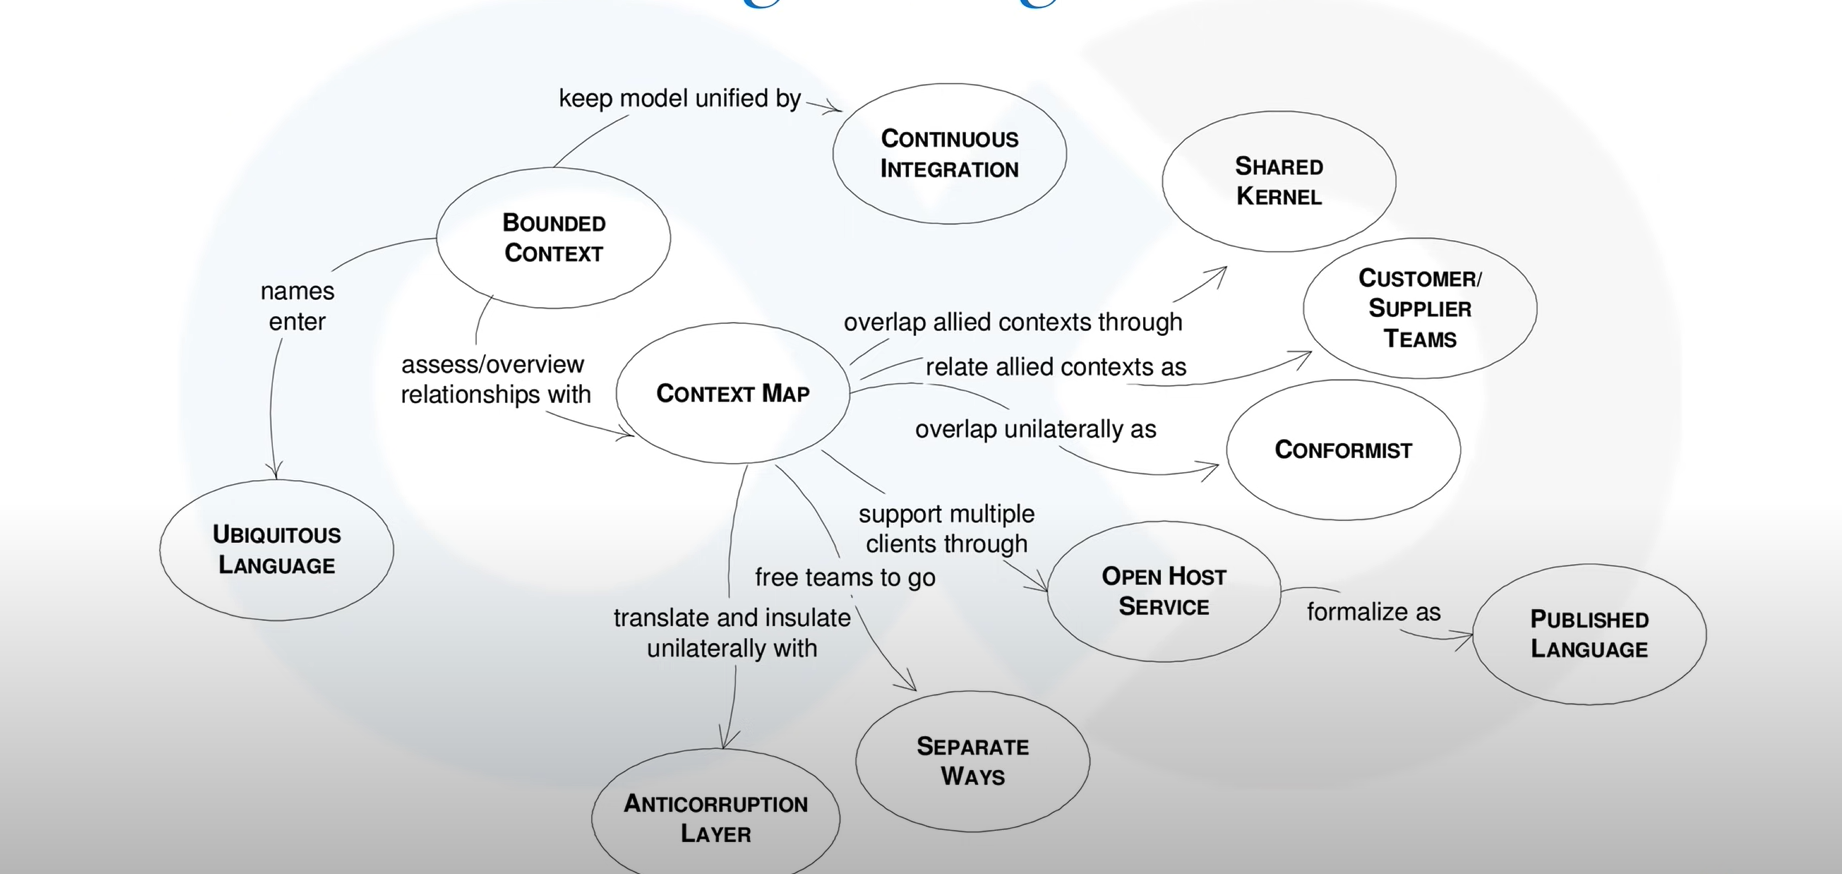 keep model unified by
CONTINUOUS
INTEGRATION
SHARED
KERNEL
BOUNDED
CONTEXT
CUSTOMER/
SUPPLIER
TEAMS
names
enter
overlap allied contexts through
assess/overview
relationships with
relate allied contexts as
CONTEXT MAP
overlap unilaterally as
CONFORMIST
support multiple
clients through
UBIQUITOUS
LANGUAGE
free teams to go
OPEN HOST
SERVICE
formalize as
PUBLISHED
LANGUAGE
translate and insulate
unilaterally with
SEPARATE
WAYS
ANTICORRUPTION
LAYER